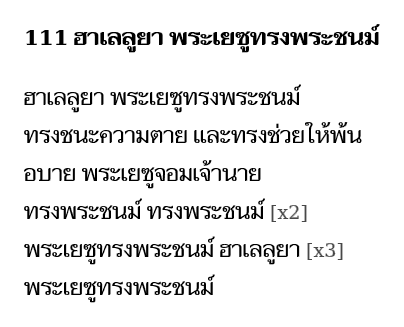 111 ฮาเลลูยา พระเยซูทรงพระชนม์
ฮาเลลูยา พระเยซูทรงพระชนม์
ทรงชนะความตาย และทรงช่วยให้พ้น
อบาย พระเยซูจอมเจ้านาย
ทรงพระชนม์ ทรงพระชนม์ [x2]
พระเยซูทรงพระชนม์ ฮาเลลูยา [x3]
พระเยซูทรงพระชนม์